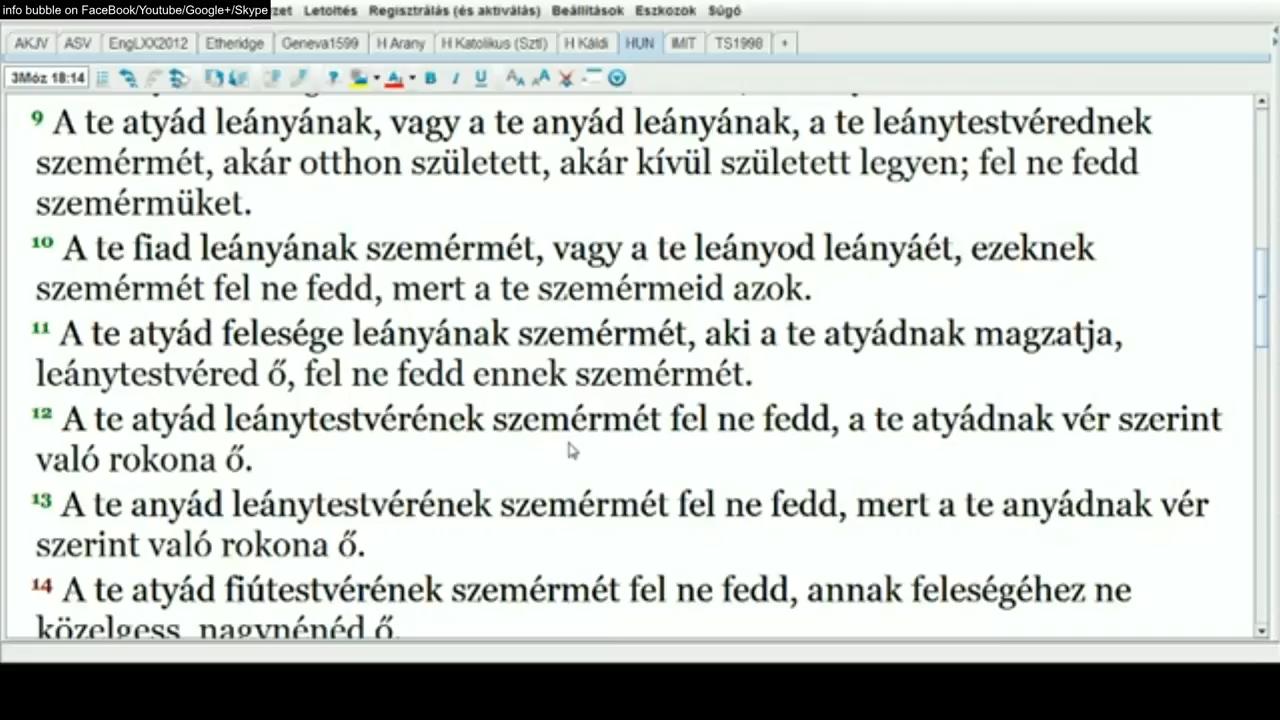 info bubble on FaceBook/Youtube/Google+/Skype
zet Letoltés Regisztrálás (és aktiválás) Beállítások Eszkozok Súgó
AKJV ASV EnglXX2012 Etheridge Geneva1599 H Arany H Katolikus (SztI) H Káldi HUN IMIT TS1998 +
3Móz 18:14
9 A te atyád leányának, vagy a te anyád leányának, a te leánytestvérednek
szemérmét, akár otthon született, akár kívül született legyen; fel ne fedd
szemérmüket.
10 A te fiad leányának szemérmét, vagy a te leányod leányáét, ezeknek
szemérmét fel ne fedd, mert a te szemérmeid azok.
11 A te atyád felesége leányának szemérmét, aki a te atyádnak magzatja,
leánytestvéred ő, fel ne fedd ennek szemérmét.
12 A te atyád leánytestvérének szemérmét fel ne fedd, a te atyádnak vér szerint
való rokona ő.
13 A te anyád leánytestvérének szemérmét fel ne fedd, mert a te anyádnak vér
szerint való rokona ő.
14 A te atyád fiútestvérének szemérmét fel ne fedd, annak feleségéhez ne
közelgess, nagynénéd ő.